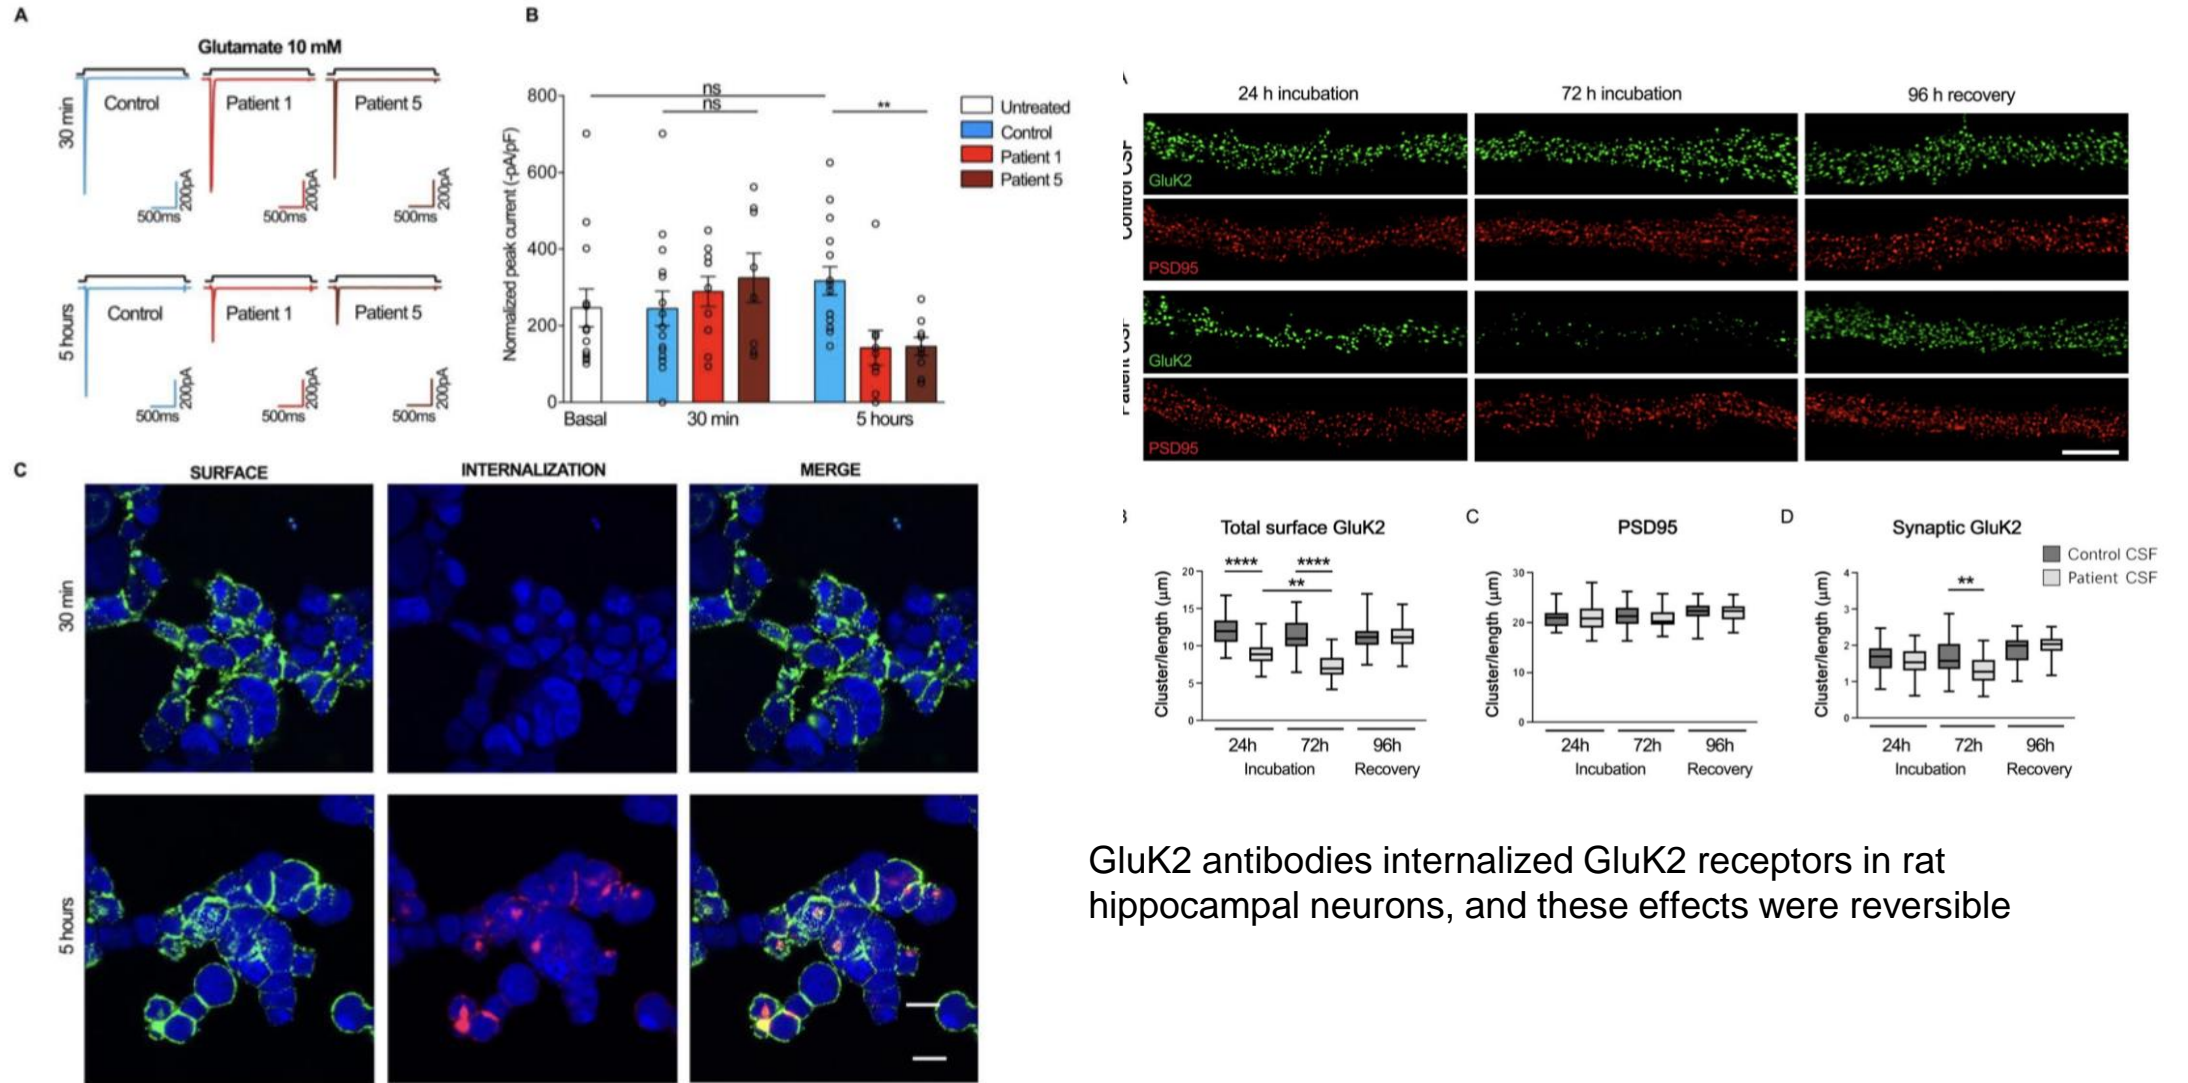 A
Glutamate 10 mM
30 min
Control
Patient 1
Patient 5
500ms
200pA
500ms
200pA
500ms
200pA
5 hours
Control
Patient 1
Patient 5
500ms
200pA
500ms
200pA
500ms
200pA
B
Normalized peak current (-pA/pF)
800
600
400
200
0
ns
ns
**
Basal
30 min
5 hours
Untreated
Control
Patient 1
Patient 5
C
SURFACE
INTERNALIZATION
MERGE
30 min
5 hours
24 h incubation
72 h incubation
96 h recovery
Control CSF
GluK2
PSD95
Patient CSF
GluK2
PSD95
Total surface GluK2
Cluster/length (µm)
20
15
10
5
0
****
****
**
24h
72h
96h
Incubation
Recovery
C
PSD95
Cluster/length (µm)
30
20
10
0
24h
72h
96h
Incubation
Recovery
D
Synaptic GluK2
Cluster/length (µm)
4
3
2
1
0
**
24h
72h
96h
Incubation
Recovery
Control CSF
Patient CSF
GluK2 antibodies internalized GluK2 receptors in rat
hippocampal neurons, and these effects were reversible